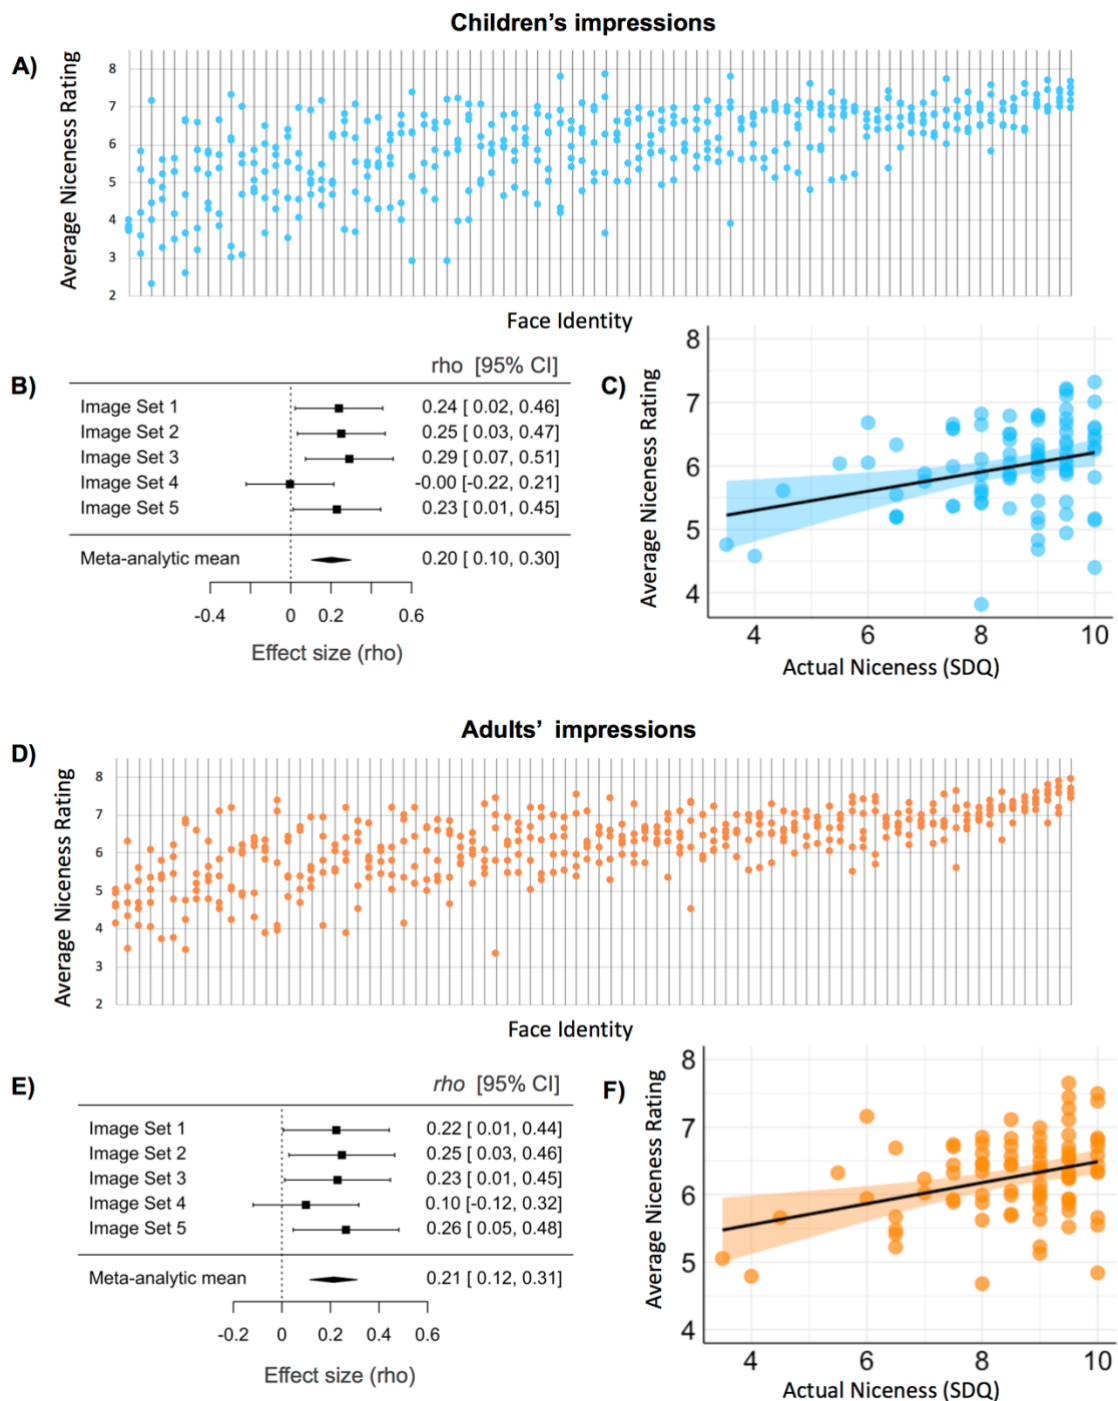 Children's impressions
A)
Average Niceness Rating
8
7
6
5
4
3
2
Face Identity
B)
rho [95% CI]
Image Set 1 0.24 [ 0.02, 0.46]
Image Set 2 0.25 [ 0.03, 0.47]
Image Set 3 0.29 [ 0.07, 0.51]
Image Set 4 -0.00 [-0.22, 0.21]
Image Set 5 0.23 [ 0.01, 0.45]
Meta-analytic mean 0.20 [ 0.10, 0.30]
-0.4 0 0.2 0.6
Effect size (rho)
C)
Average Niceness Rating
8
7
6
5
4
4 6 8 10
Actual Niceness (SDQ)
Adults' impressions
D)
Average Niceness Rating
8
7
6
5
4
3
2
Face Identity
E)
rho [95% CI]
Image Set 1 0.22 [ 0.01, 0.44]
Image Set 2 0.25 [ 0.03, 0.46]
Image Set 3 0.23 [ 0.01, 0.45]
Image Set 4 0.10 [-0.12, 0.32]
Image Set 5 0.26 [ 0.05, 0.48]
Meta-analytic mean 0.21 [ 0.12, 0.31]
-0.2 0 0.2 0.4 0.6
Effect size (rho)
F)
Average Niceness Rating
8
7
6
5
4
4 6 8 10
Actual Niceness (SDQ)